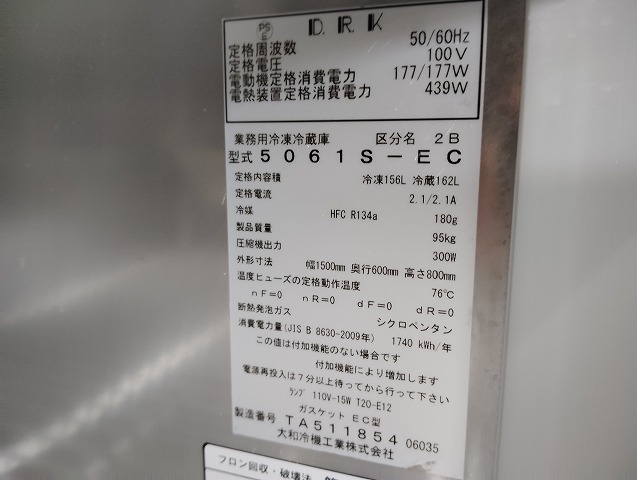 PS E D.R.K
定格周波数 50/60Hz
定格電圧 100V
電動機定格消費電力 177/177W
電熱装置定格消費電力 439W
業務用冷凍冷蔵庫 区分名 2B
型式 5061S-EC
定格内容積 冷凍156L 冷蔵162L
定格電流 2.1/2.1A
冷媒 HFC R134a 180g
製品質量 95kg
圧縮機出力 300W
外形寸法 幅1500mm 奥行600mm 高さ800mm
温度ヒューズの定格動作温度 76℃
nF=0 nR=0 dF=0 dR=0
断熱発泡ガス シクロペンタン
消費電力量(JIS B 8630-2009年) 1740 kWh/年
この値は付加機能のない場合です
付加機能により増加します
電源再投入は7分以上待ってから行って下さい
ﾗﾝﾌﾟ 110V-15W T20-E12
ガスケット EC型
製造番号 TA511854 06035
大和冷機工業株式会社
フロン回収・破壊法